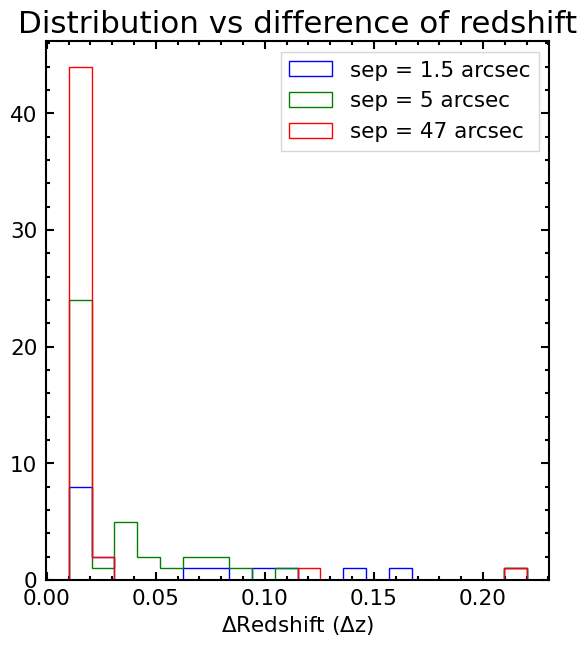 Distribution vs difference of redshift
sep = 1.5 arcsec
sep = 5 arcsec
sep = 47 arcsec
40
30
20
10
0
0.00 0.05 0.10 0.15 0.20
ΔRedshift (Δz)